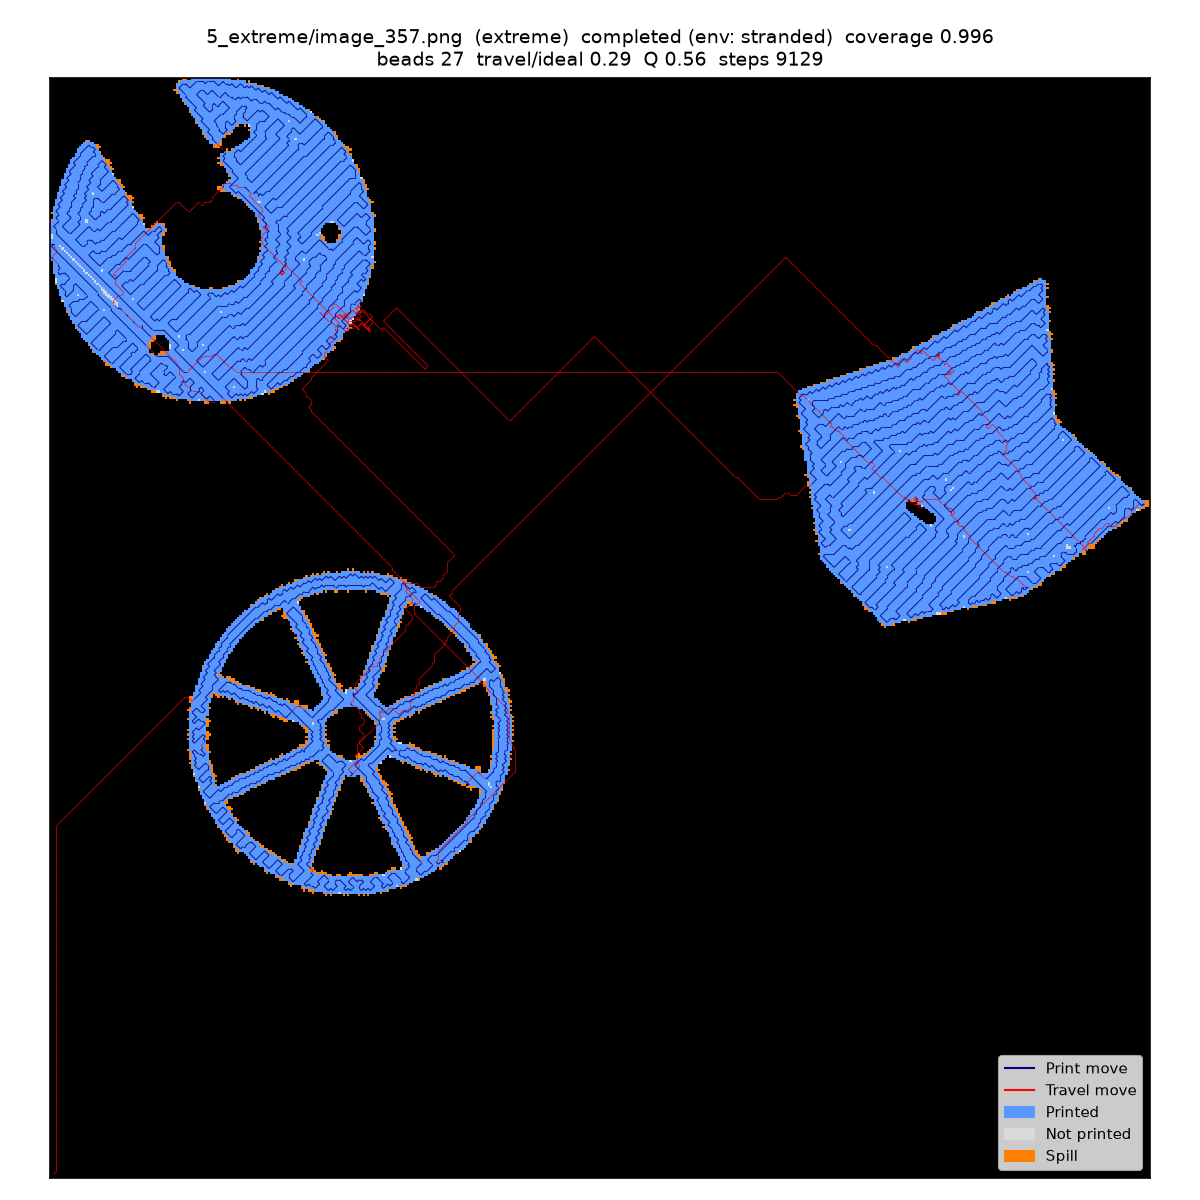 5_extreme/image_357.png  (extreme)  completed (env: stranded)  coverage 0.996
beads 27  travel/ideal 0.29  Q 0.56  steps 9129
Print move
Travel move
Printed
Not printed
Spill